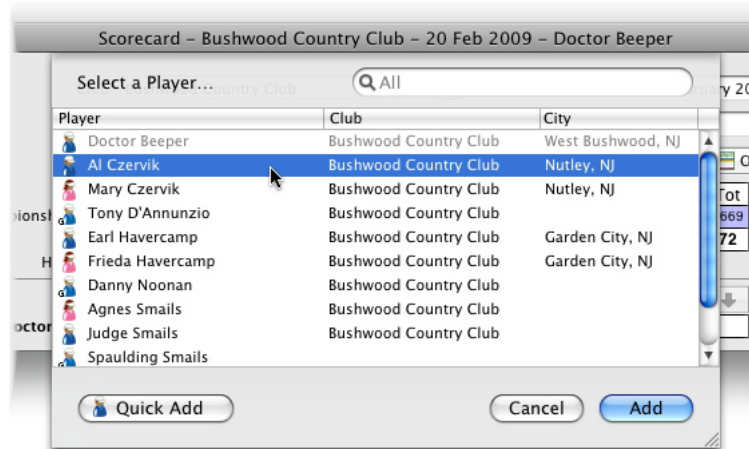 Scorecard – Bushwood Country Club – 20 Feb 2009 – Doctor Beeper
Select a Player... All
Player Club City
Doctor Beeper Bushwood Country Club West Bushwood, NJ
Al Czervik Bushwood Country Club Nutley, NJ
Mary Czervik Bushwood Country Club Nutley, NJ
Tony D'Annunzio Bushwood Country Club
Earl Havercamp Bushwood Country Club Garden City, NJ
Frieda Havercamp Bushwood Country Club Garden City, NJ
Danny Noonan Bushwood Country Club
Agnes Smails Bushwood Country Club
Judge Smails Bushwood Country Club
Spaulding Smails
Quick Add Cancel Add
Tot
669
72